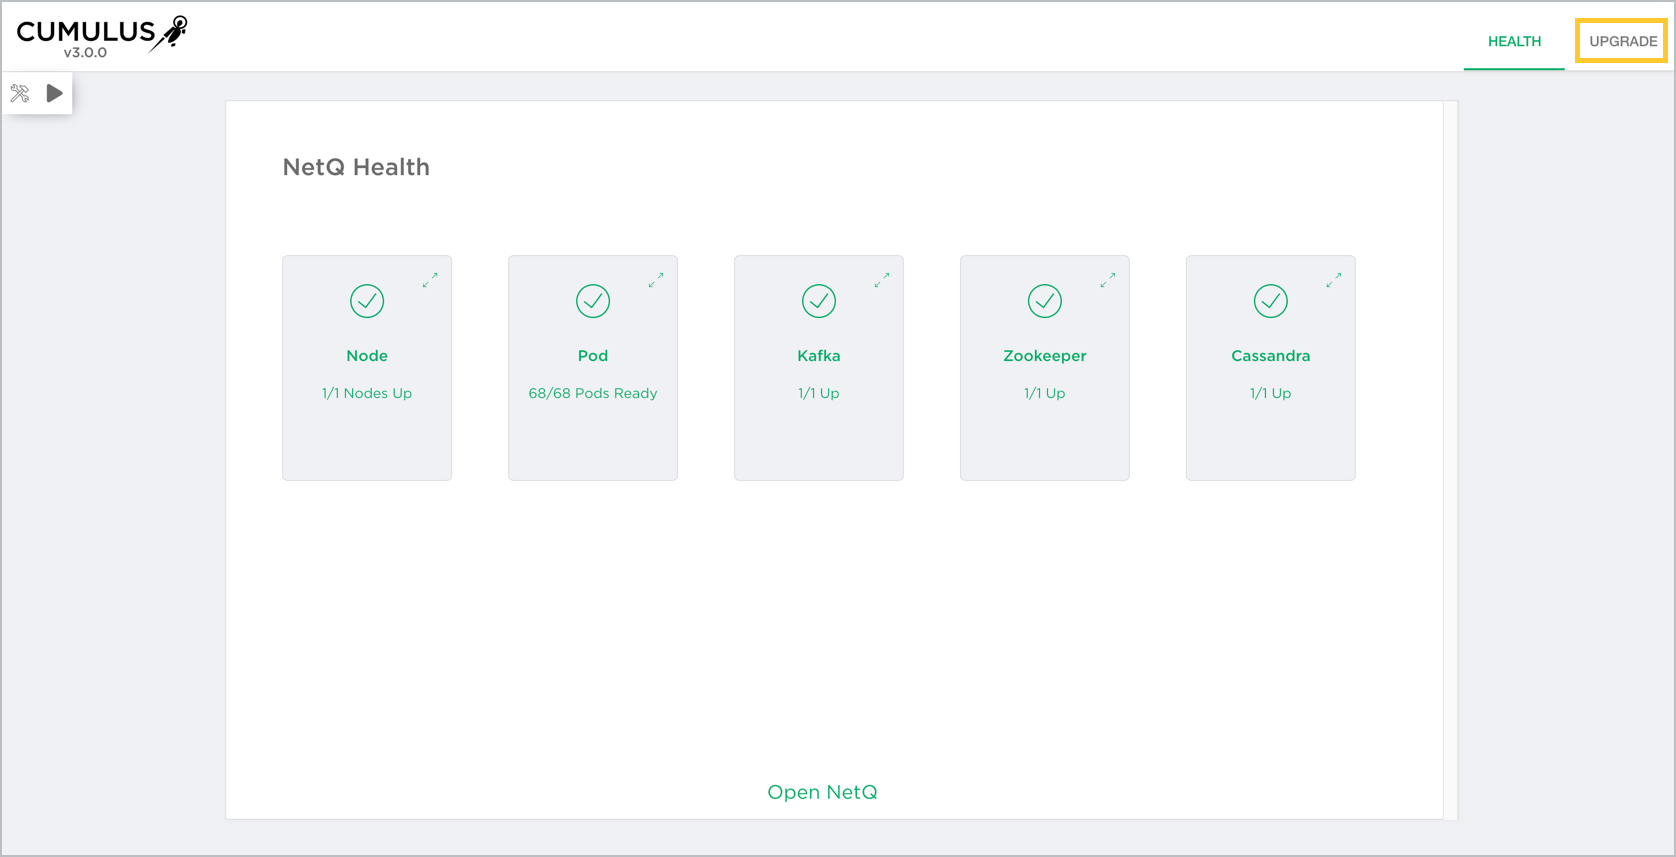 CUMULUS
v3.0.0
HEALTH
UPGRADE
NetQ Health
Node
1/1 Nodes Up
Pod
68/68 Pods Ready
Kafka
1/1 Up
Zookeeper
1/1 Up
Cassandra
1/1 Up
Open NetQ